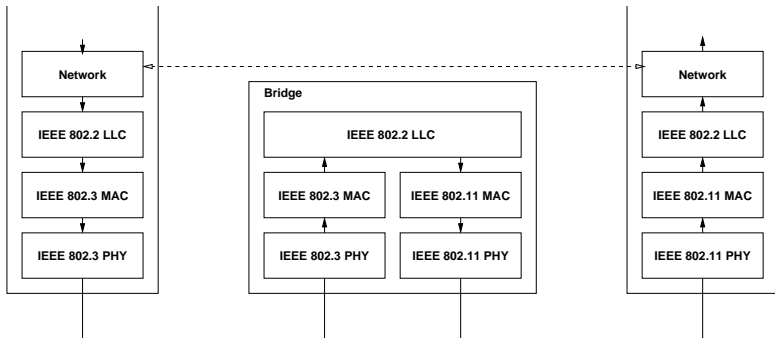 Network
IEEE 802.2 LLC
IEEE 802.3 MAC
IEEE 802.3 PHY
Bridge
IEEE 802.2 LLC
IEEE 802.3 MAC
IEEE 802.11 MAC
IEEE 802.3 PHY
IEEE 802.11 PHY
Network
IEEE 802.2 LLC
IEEE 802.11 MAC
IEEE 802.11 PHY